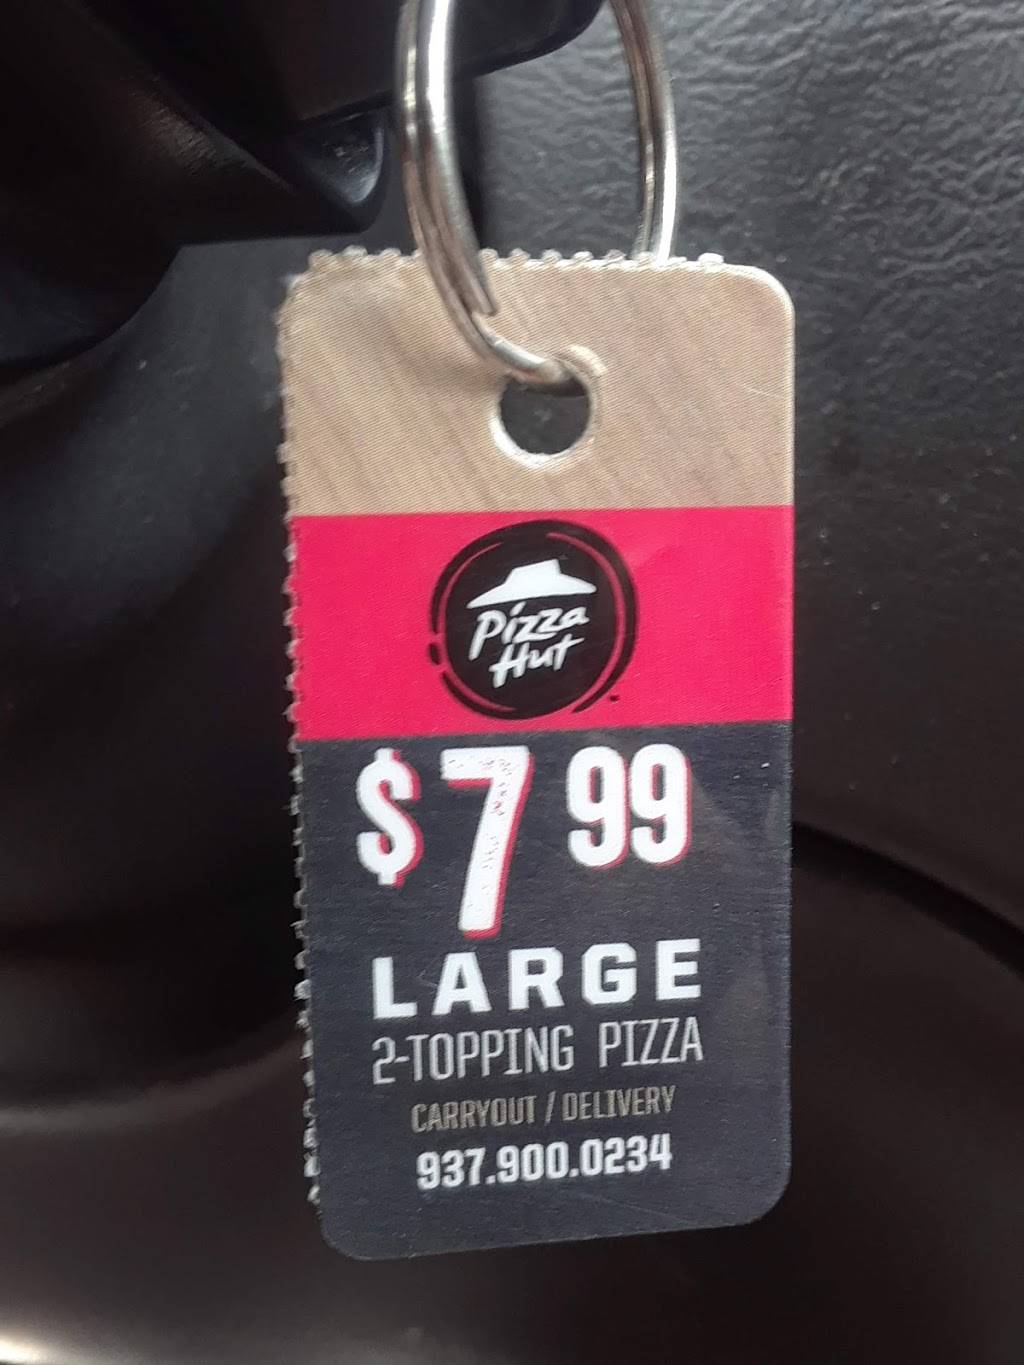 Pizza
Hut
$7 99
LARGE
2-TOPPING PIZZA
CARRYOUT / DELIVERY
937.900.0234